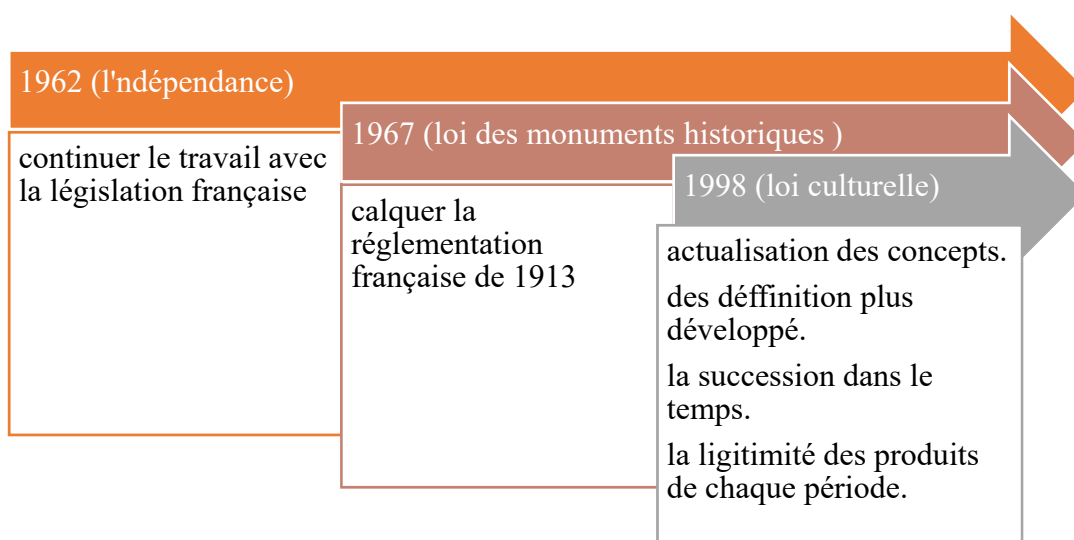 1962 (l'ndépendance)
continuer le travail avec
la législation française
1967 (loi des monuments historiques )
calquer la
réglementation
française de 1913
1998 (loi culturelle)
actualisation des concepts.
des déffinition plus
développé.
la succession dans le
temps.
la ligitimité des produits
de chaque période.